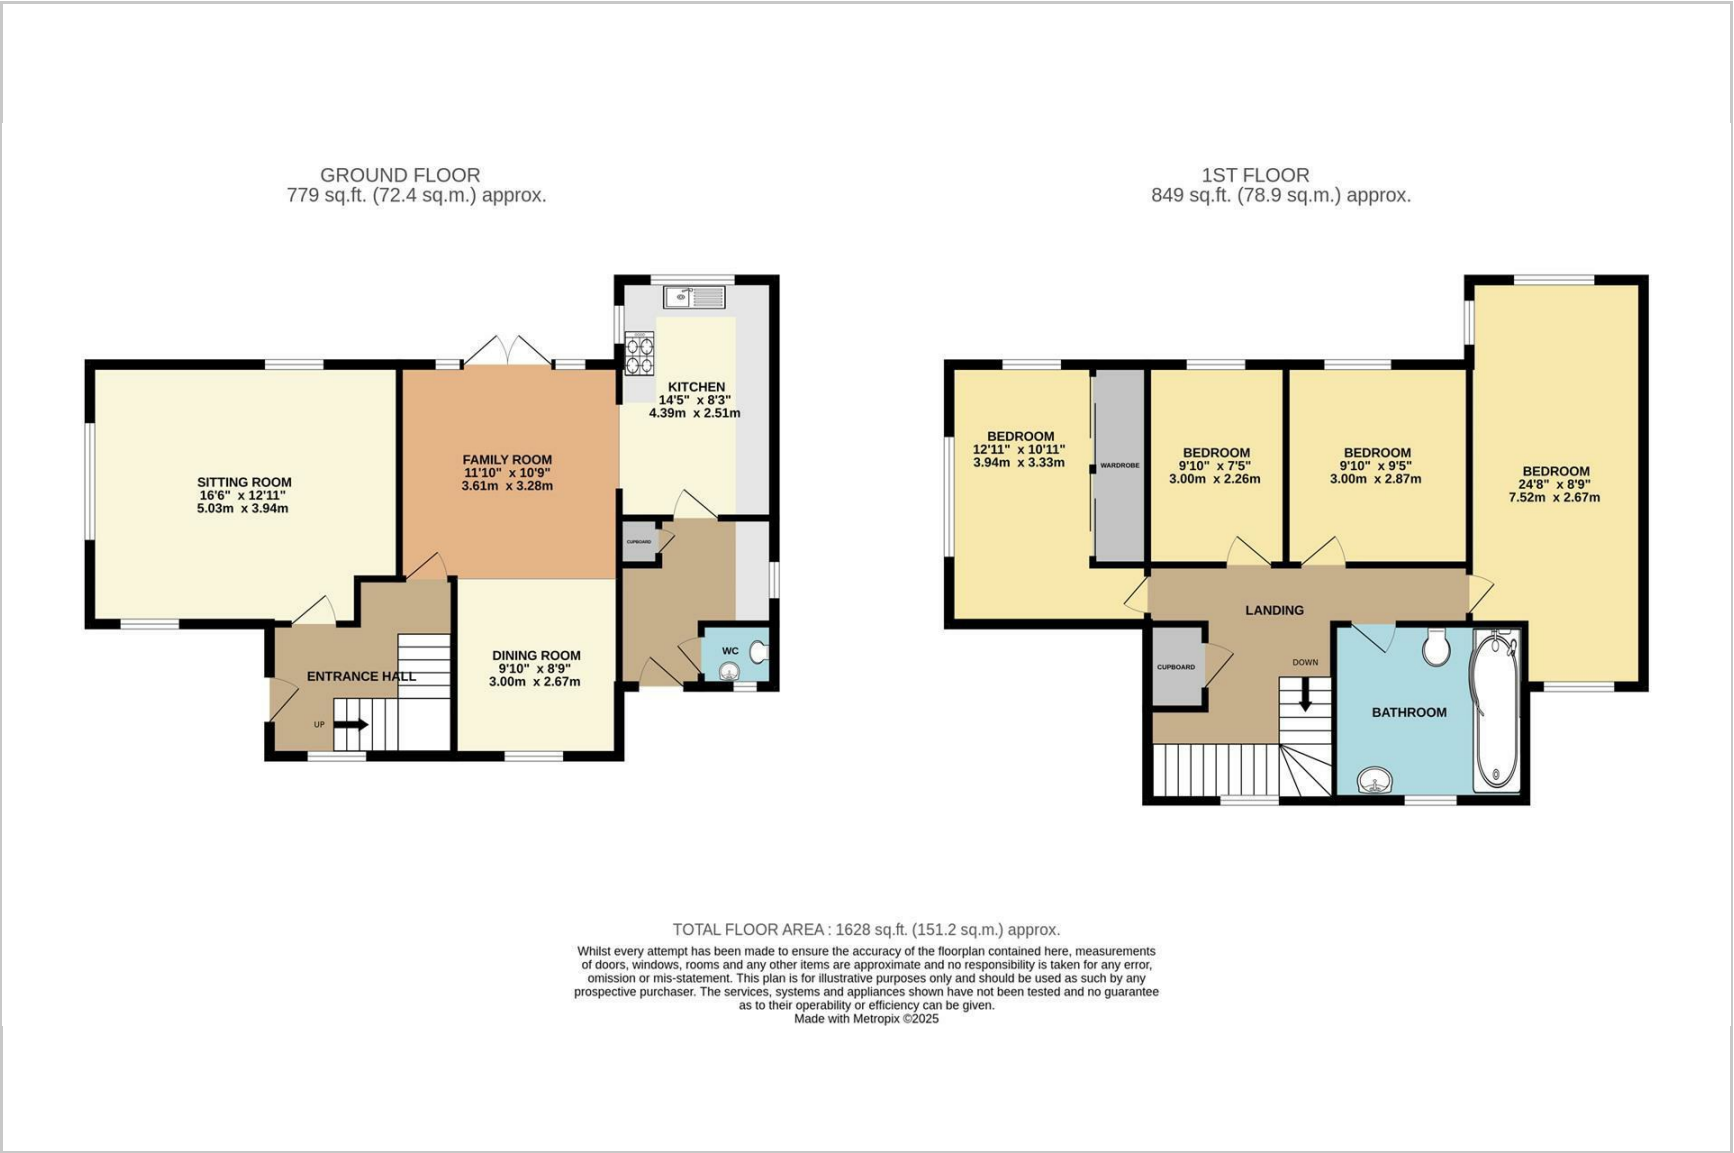 GROUND FLOOR
779 sq.ft. (72.4 sq.m.) approx.
1ST FLOOR
849 sq.ft. (78.9 sq.m.) approx.
SITTING ROOM
16'6" x 12'11"
5.03m x 3.94m
FAMILY ROOM
11'10" x 10'9"
3.61m x 3.28m
KITCHEN
14'5" x 8'3"
4.39m x 2.51m
CUPBOARD
DINING ROOM
9'10" x 8'9"
3.00m x 2.67m
WC
ENTRANCE HALL
UP
BEDROOM
12'11" x 10'11"
3.94m x 3.33m
WARDROBE
BEDROOM
9'10" x 7'5"
3.00m x 2.26m
BEDROOM
9'10" x 9'5"
3.00m x 2.87m
BEDROOM
24'8" x 8'9"
7.52m x 2.67m
LANDING
CUPBOARD
DOWN
BATHROOM
TOTAL FLOOR AREA : 1628 sq.ft. (151.2 sq.m.) approx.
Whilst every attempt has been made to ensure the accuracy of the floorplan contained here, measurements
of doors, windows, rooms and any other items are approximate and no responsibility is taken for any error,
omission or mis-statement. This plan is for illustrative purposes only and should be used as such by any
prospective purchaser. The services, systems and appliances shown have not been tested and no guarantee
as to their operability or efficiency can be given.
Made with Metropix ©2025